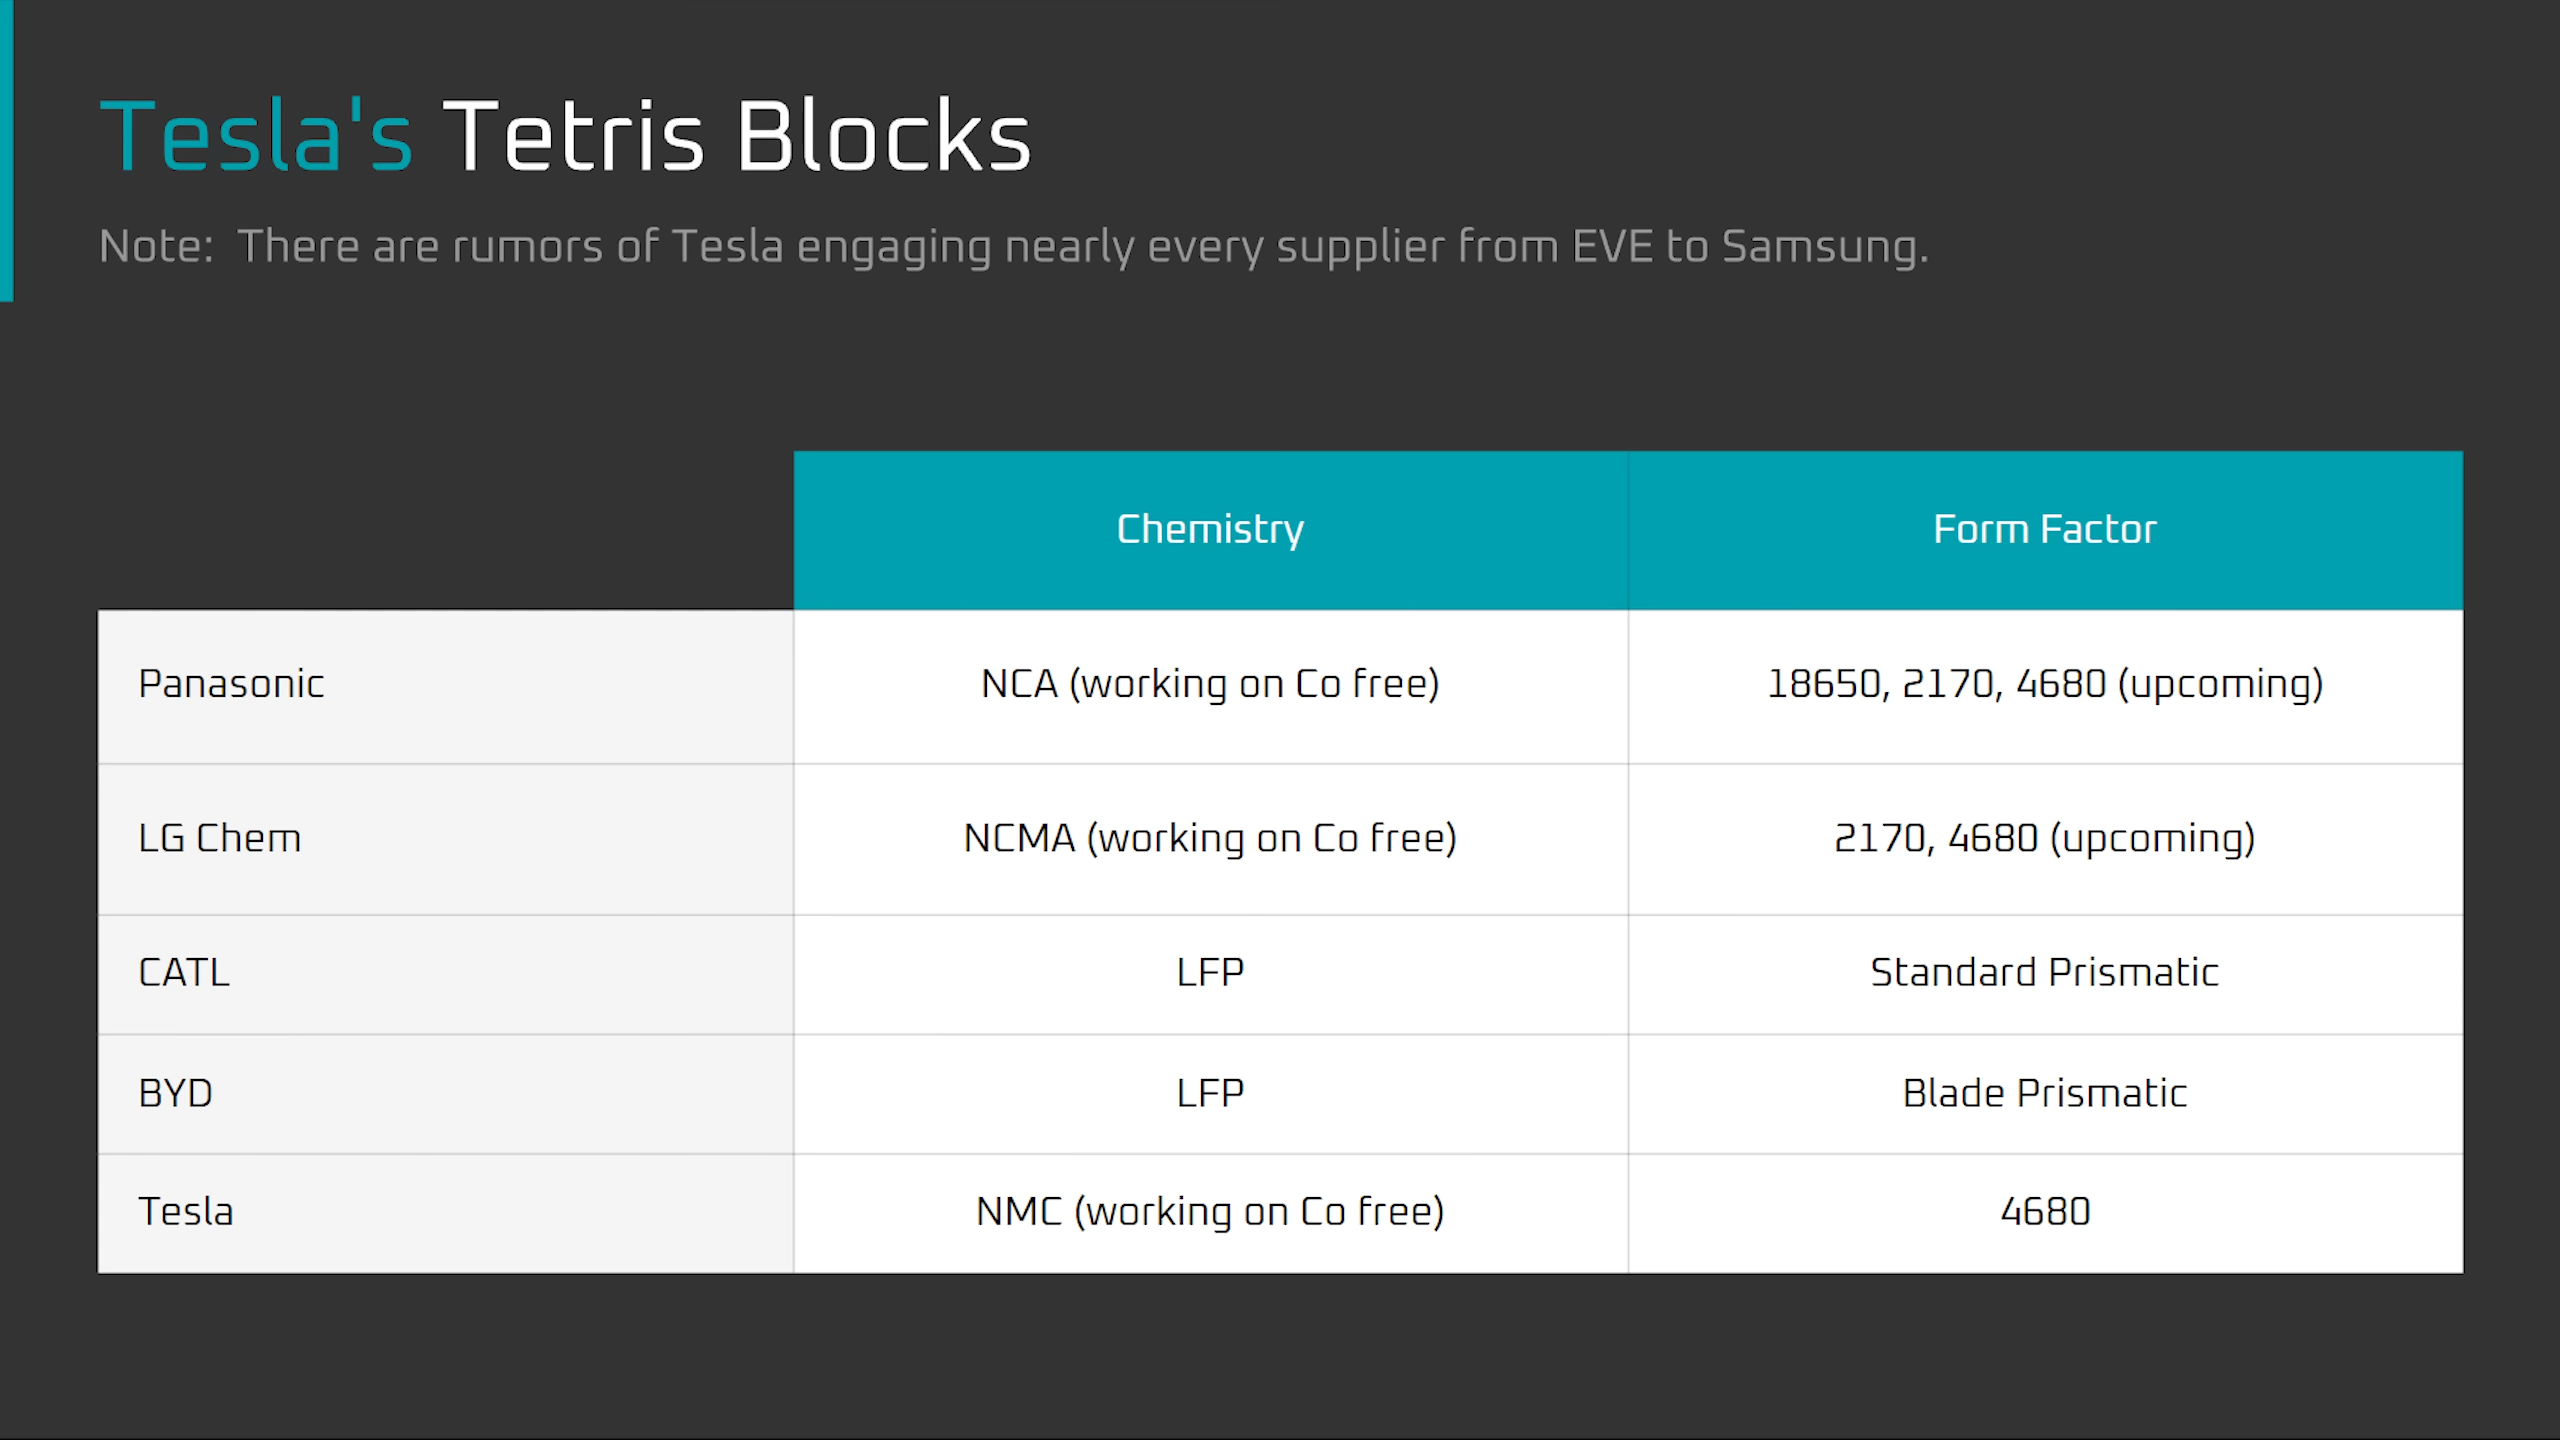 Tesla's Tetris Blocks
Note: There are rumors of Tesla engaging nearly every supplier from EVE to Samsung.
Chemistry Form Factor
Panasonic NCA (working on Co free) 18650, 2170, 4680 (upcoming)
LG Chem NCMA (working on Co free) 2170, 4680 (upcoming)
CATL LFP Standard Prismatic
BYD LFP Blade Prismatic
Tesla NMC (working on Co free) 4680